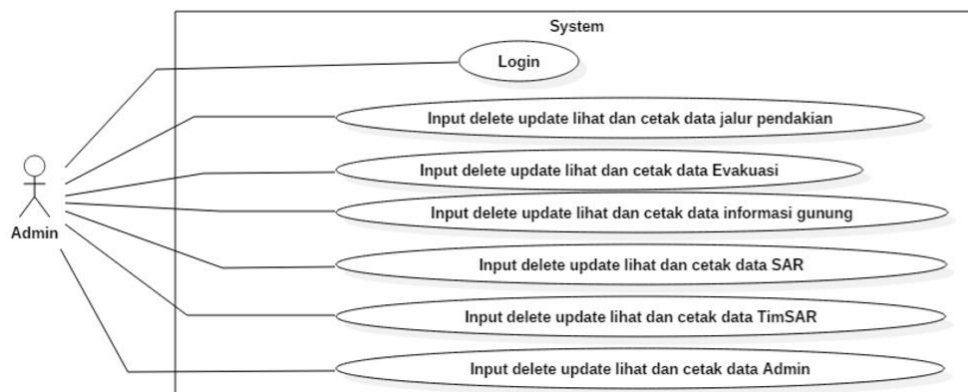 System
Login
Input delete update lihat dan cetak data jalur pendakian
Input delete update lihat dan cetak data Evakuasi
Input delete update lihat dan cetak data informasi gunung
Admin
Input delete update lihat dan cetak data SAR
Input delete update lihat dan cetak data TimSAR
Input delete update lihat dan cetak data Admin